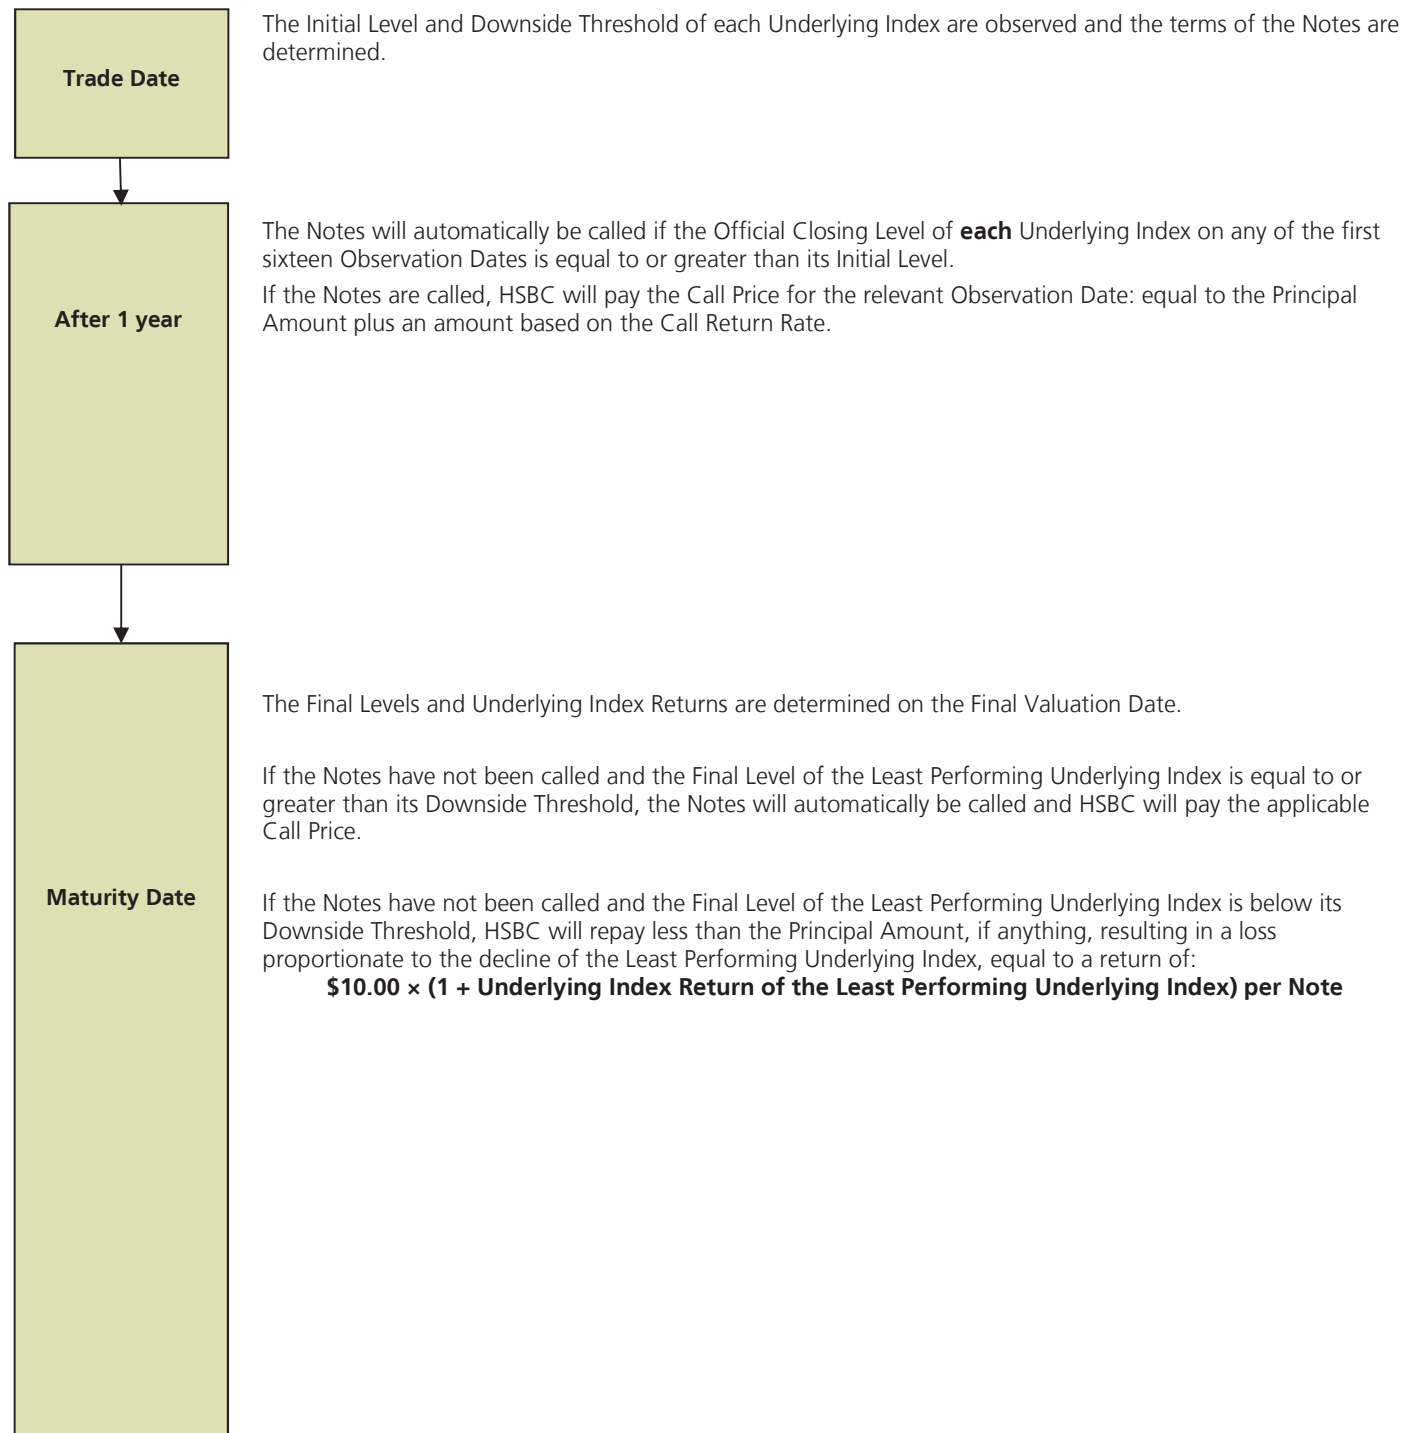 Trade Date
The Initial Level and Downside Threshold of each Underlying Index are observed and the terms of the Notes are
determined.
After 1 year
The Notes will automatically be called if the Official Closing Level of each Underlying Index on any of the first
sixteen Observation Dates is equal to or greater than its Initial Level.
If the Notes are called, HSBC will pay the Call Price for the relevant Observation Date: equal to the Principal
Amount plus an amount based on the Call Return Rate.
Maturity Date
The Final Levels and Underlying Index Returns are determined on the Final Valuation Date.
If the Notes have not been called and the Final Level of the Least Performing Underlying Index is equal to or
greater than its Downside Threshold, the Notes will automatically be called and HSBC will pay the applicable
Call Price.
If the Notes have not been called and the Final Level of the Least Performing Underlying Index is below its
Downside Threshold, HSBC will repay less than the Principal Amount, if anything, resulting in a loss
proportionate to the decline of the Least Performing Underlying Index, equal to a return of:
$10.00 × (1 + Underlying Index Return of the Least Performing Underlying Index) per Note